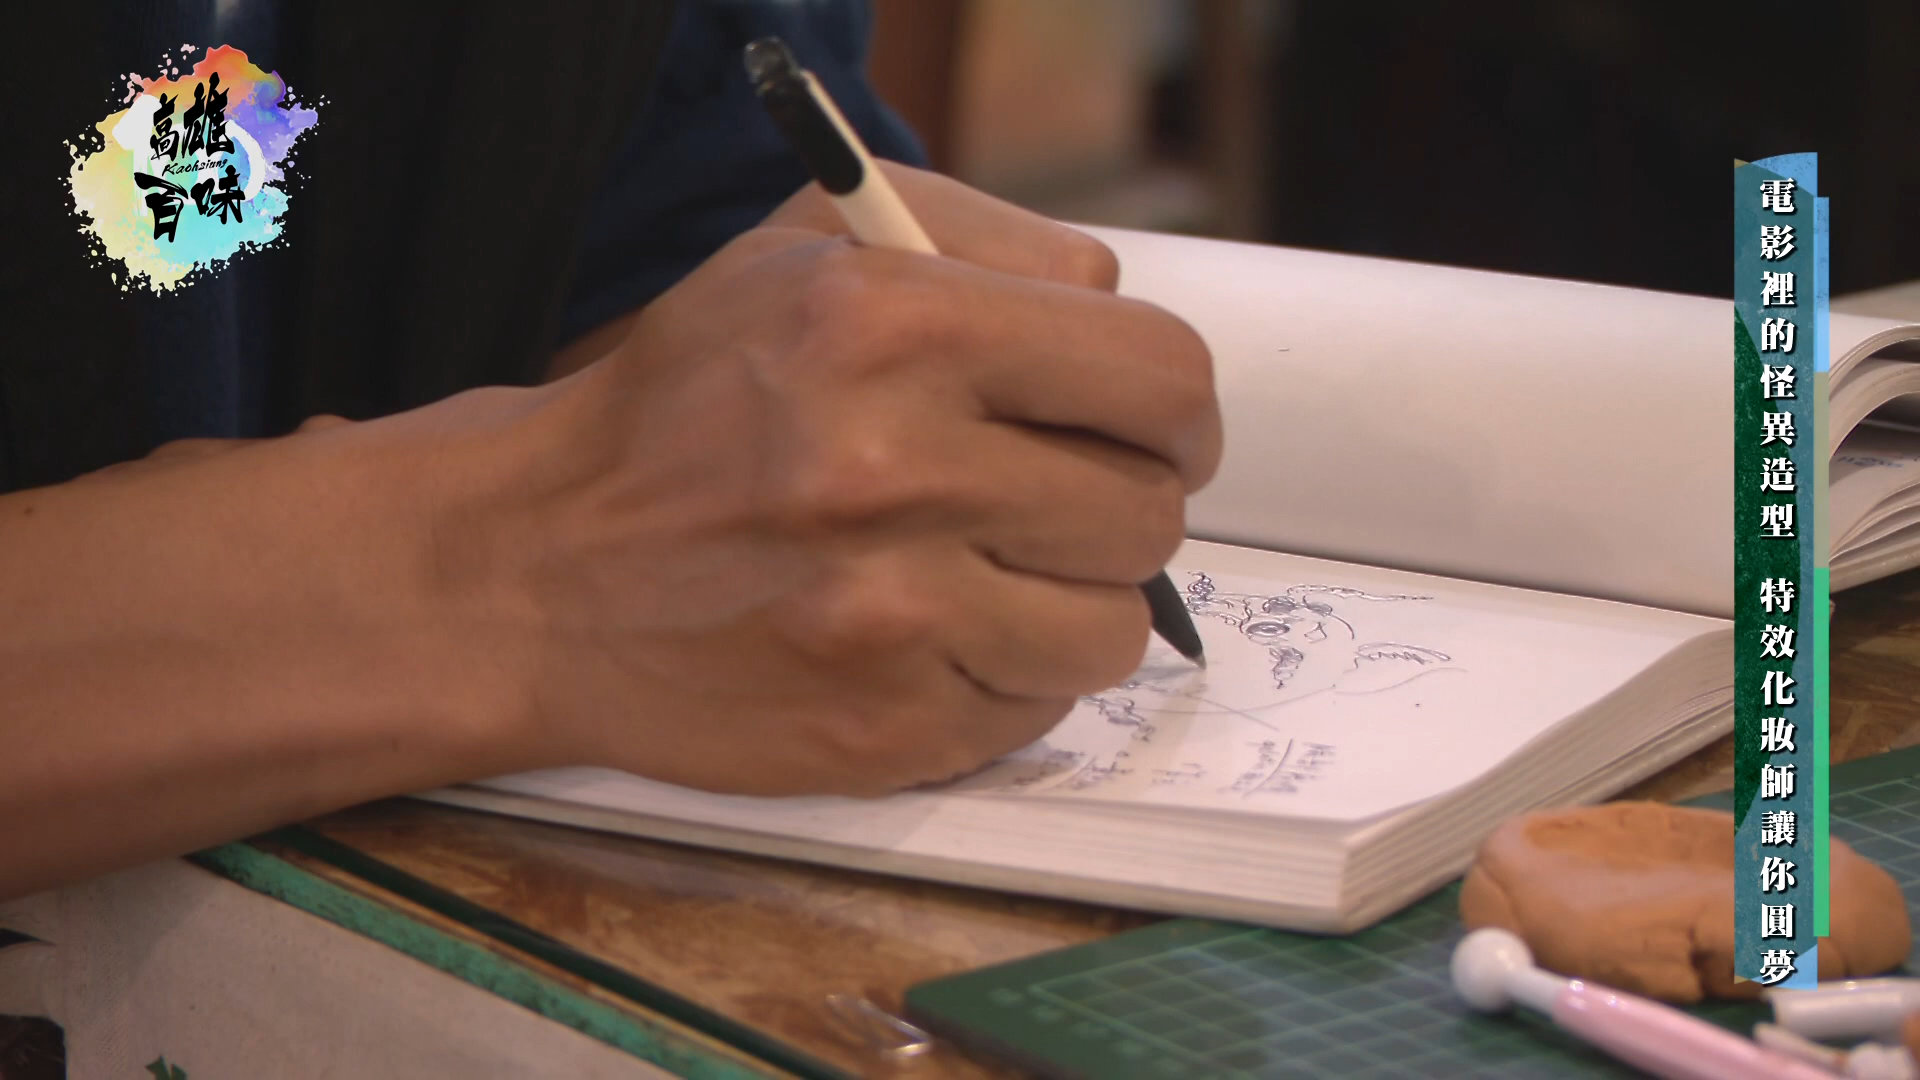 高雄
Kaohsiung
百味
電影裡的怪異造型 特效化妝師讓你圓夢